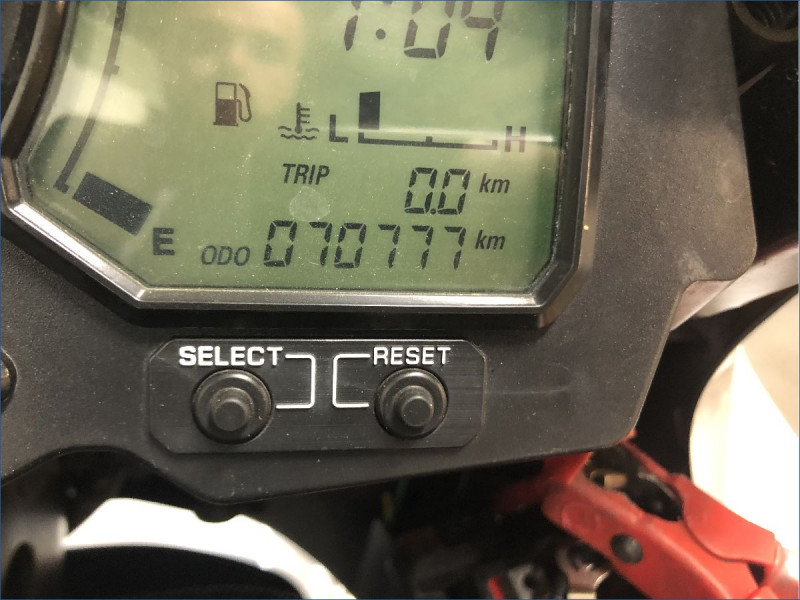 1:04
L H
TRIP 0.0 km
E ODO 070777 km
SELECT RESET